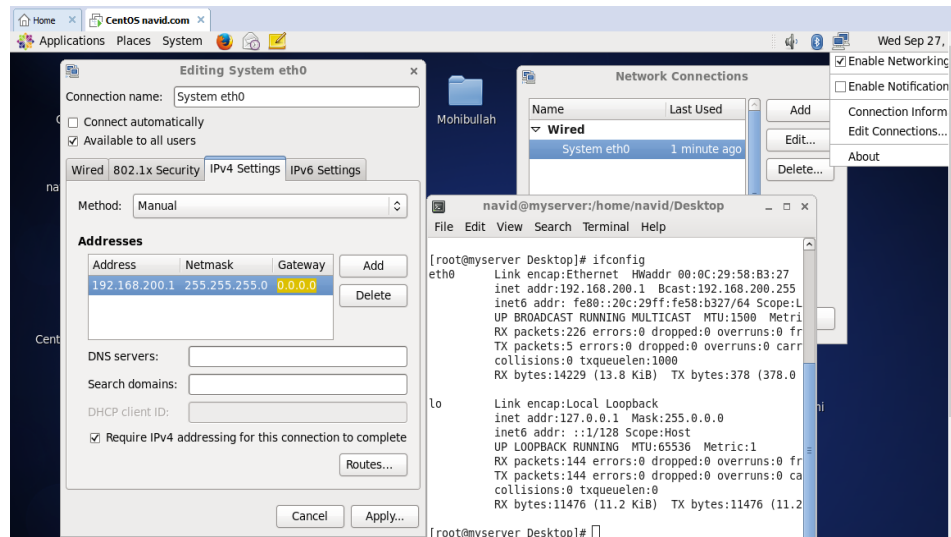 Home × CentOS navid.com ×
Applications Places System Wed Sep 27,
Editing System eth0 ×
Connection name: System eth0
Connect automatically
Available to all users
Wired 802.1x Security IPv4 Settings IPv6 Settings
Method: Manual
Addresses
Address Netmask Gateway
192.168.200.1 255.255.255.0 0.0.0.0
Add
Delete
DNS servers:
Search domains:
DHCP client ID:
Require IPv4 addressing for this connection to complete
Routes...
Cancel Apply...
Mohibullah
na
Cent
Network Connections
Name Last Used
Wired
System eth0 1 minute ago
Add
Edit...
Delete...
Enable Networking
Enable Notification
Connection Inform
Edit Connections...
About
navid@myserver:/home/navid/Desktop _ □ ×
File Edit View Search Terminal Help
[root@myserver Desktop]# ifconfig
eth0 Link encap:Ethernet HWaddr 00:0C:29:58:B3:27
inet addr:192.168.200.1 Bcast:192.168.200.255
inet6 addr: fe80::20c:29ff:fe58:b327/64 Scope:L
UP BROADCAST RUNNING MULTICAST MTU:1500 Metri
RX packets:226 errors:0 dropped:0 overruns:0 fr
TX packets:5 errors:0 dropped:0 overruns:0 carr
collisions:0 txqueuelen:1000
RX bytes:14229 (13.8 KiB) TX bytes:378 (378.0
lo Link encap:Local Loopback
inet addr:127.0.0.1 Mask:255.0.0.0
inet6 addr: ::1/128 Scope:Host
UP LOOPBACK RUNNING MTU:65536 Metric:1
RX packets:144 errors:0 dropped:0 overruns:0 fr
TX packets:144 errors:0 dropped:0 overruns:0 ca
collisions:0 txqueuelen:0
RX bytes:11476 (11.2 KiB) TX bytes:11476 (11.2
[root@myserver Desktop]#